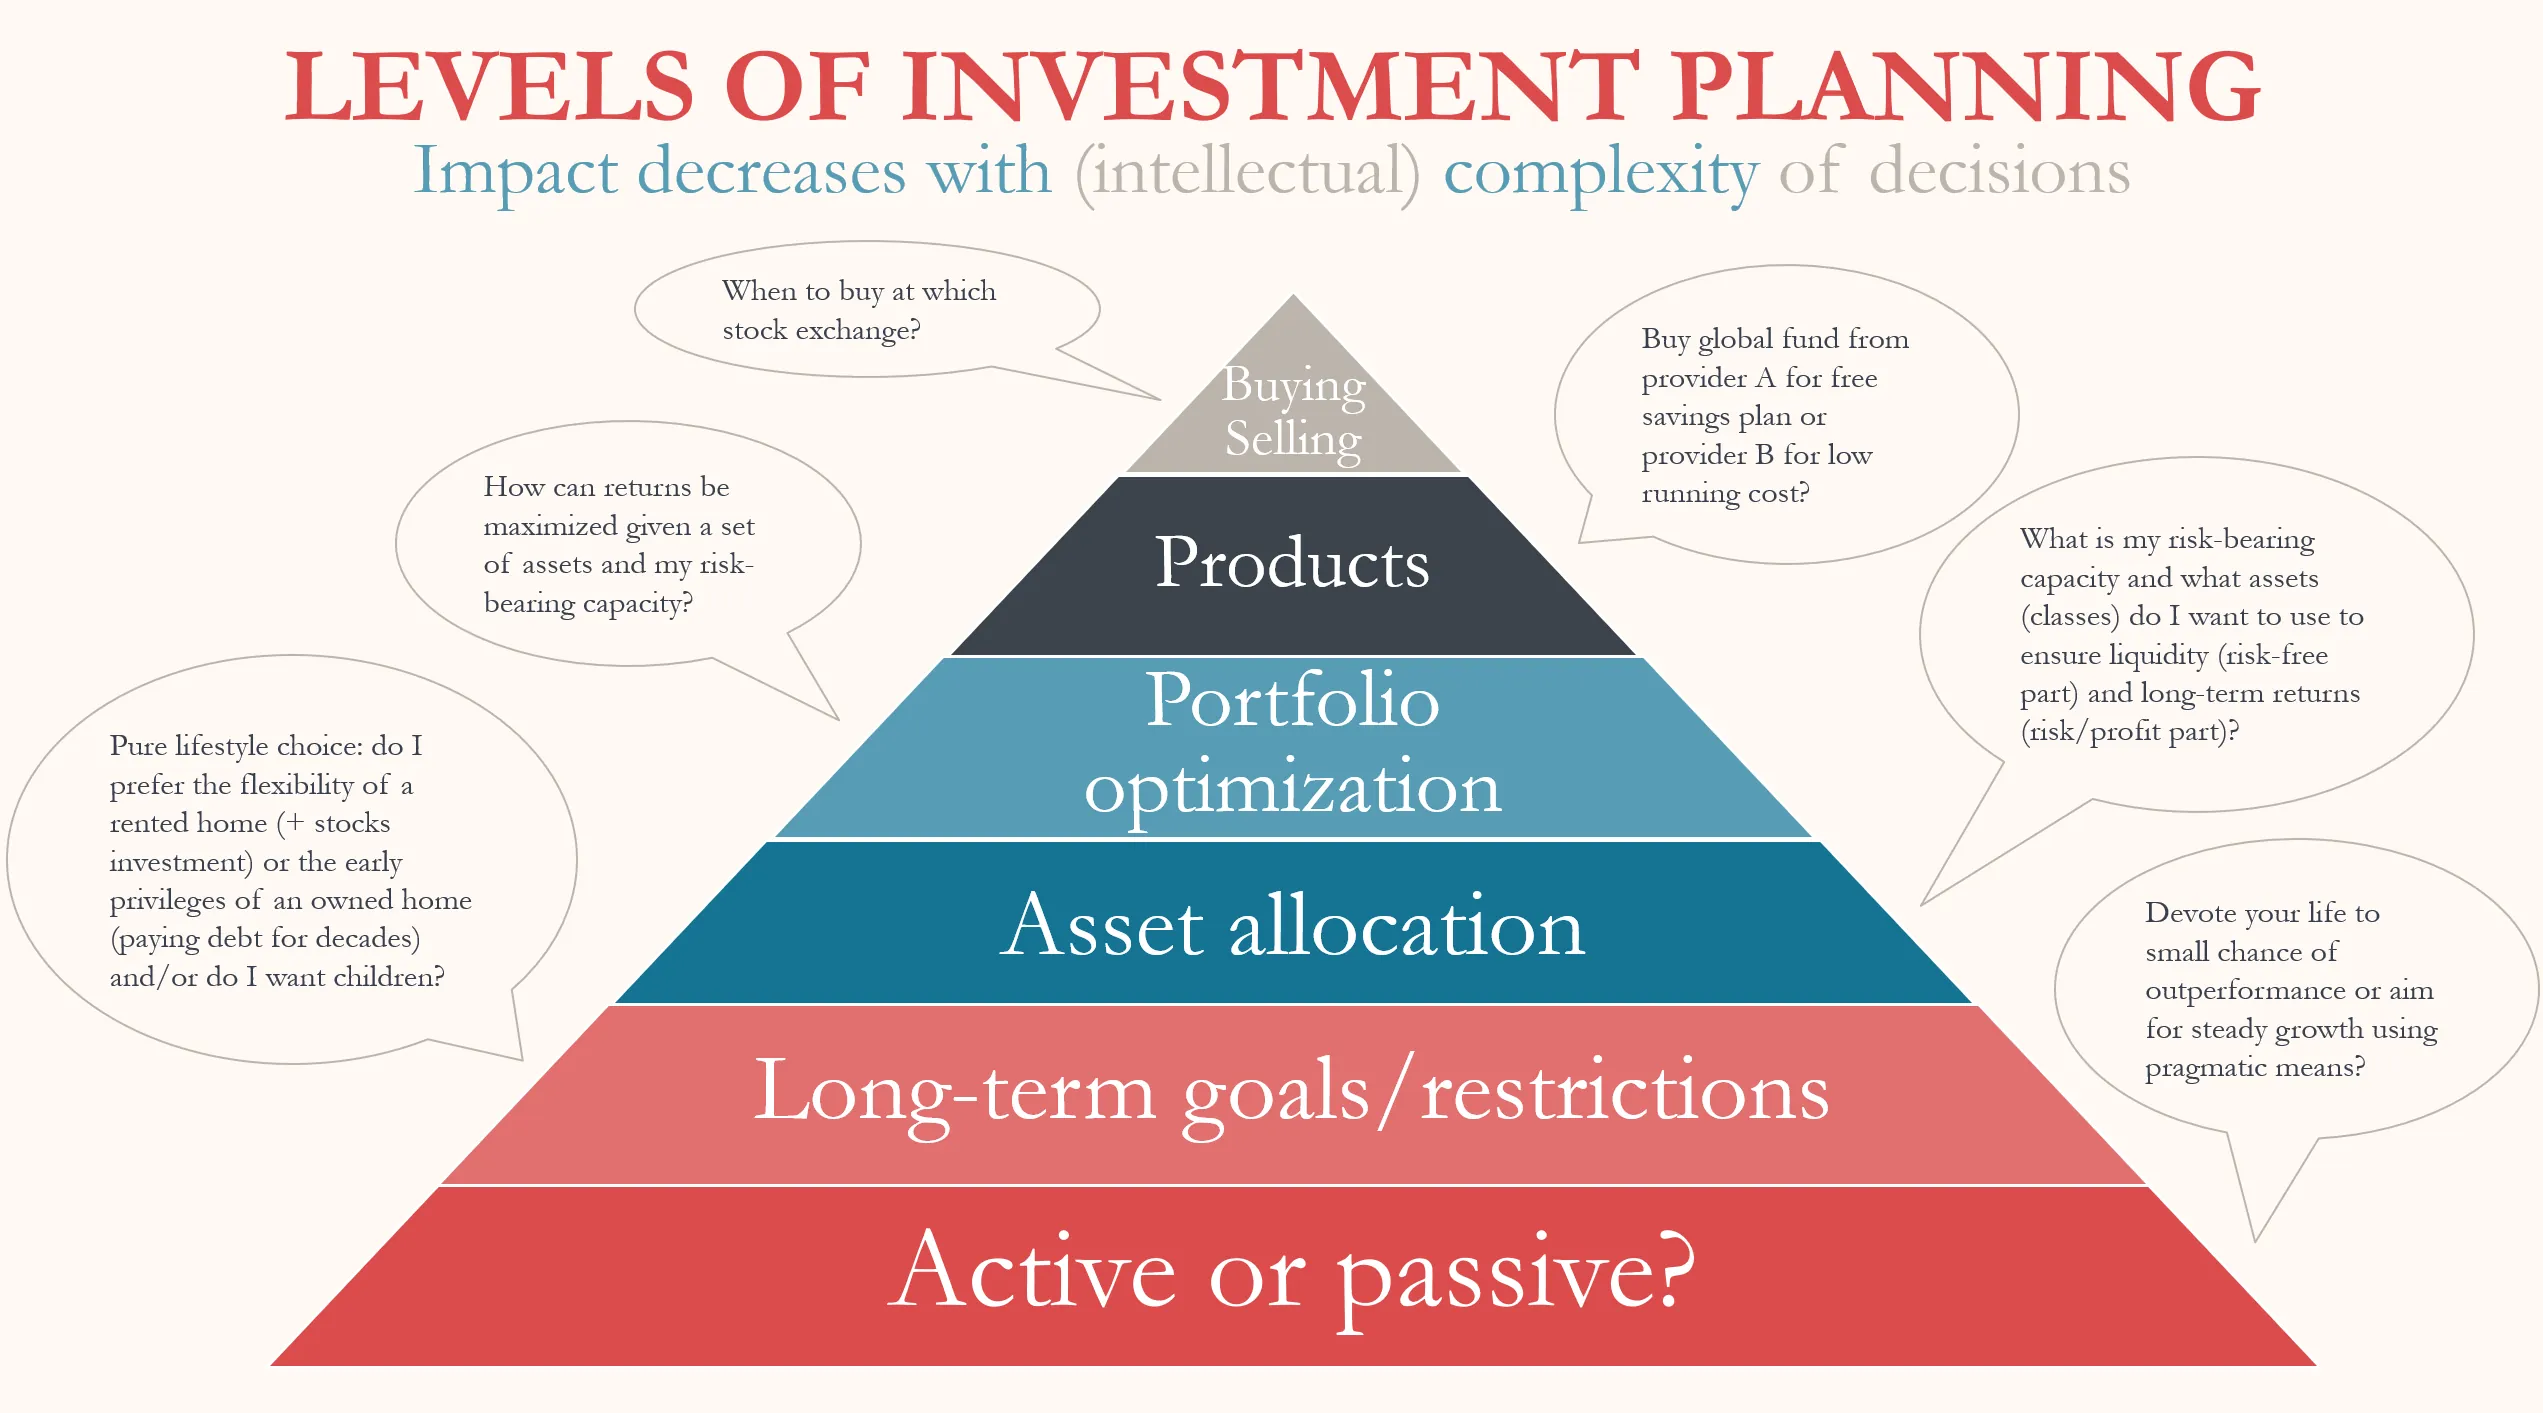 LEVELS OF INVESTMENT PLANNING
Impact decreases with (intellectual) complexity of decisions
When to buy at which
stock exchange?
Buying
Selling
Buy global fund from
provider A for free
savings plan or
provider B for low
running cost?
Products
How can returns be
maximized given a set
of assets and my risk-
bearing capacity?
Portfolio
optimization
What is my risk-bearing
capacity and what assets
(classes) do I want to use to
ensure liquidity (risk-free
part) and long-term returns
(risk/profit part)?
Asset allocation
Pure lifestyle choice: do I
prefer the flexibility of a
rented home (+ stocks
investment) or the early
privileges of an owned home
(paying debt for decades)
and/or do I want children?
Long-term goals/restrictions
Devote your life to
small chance of
outperformance or aim
for steady growth using
pragmatic means?
Active or passive?